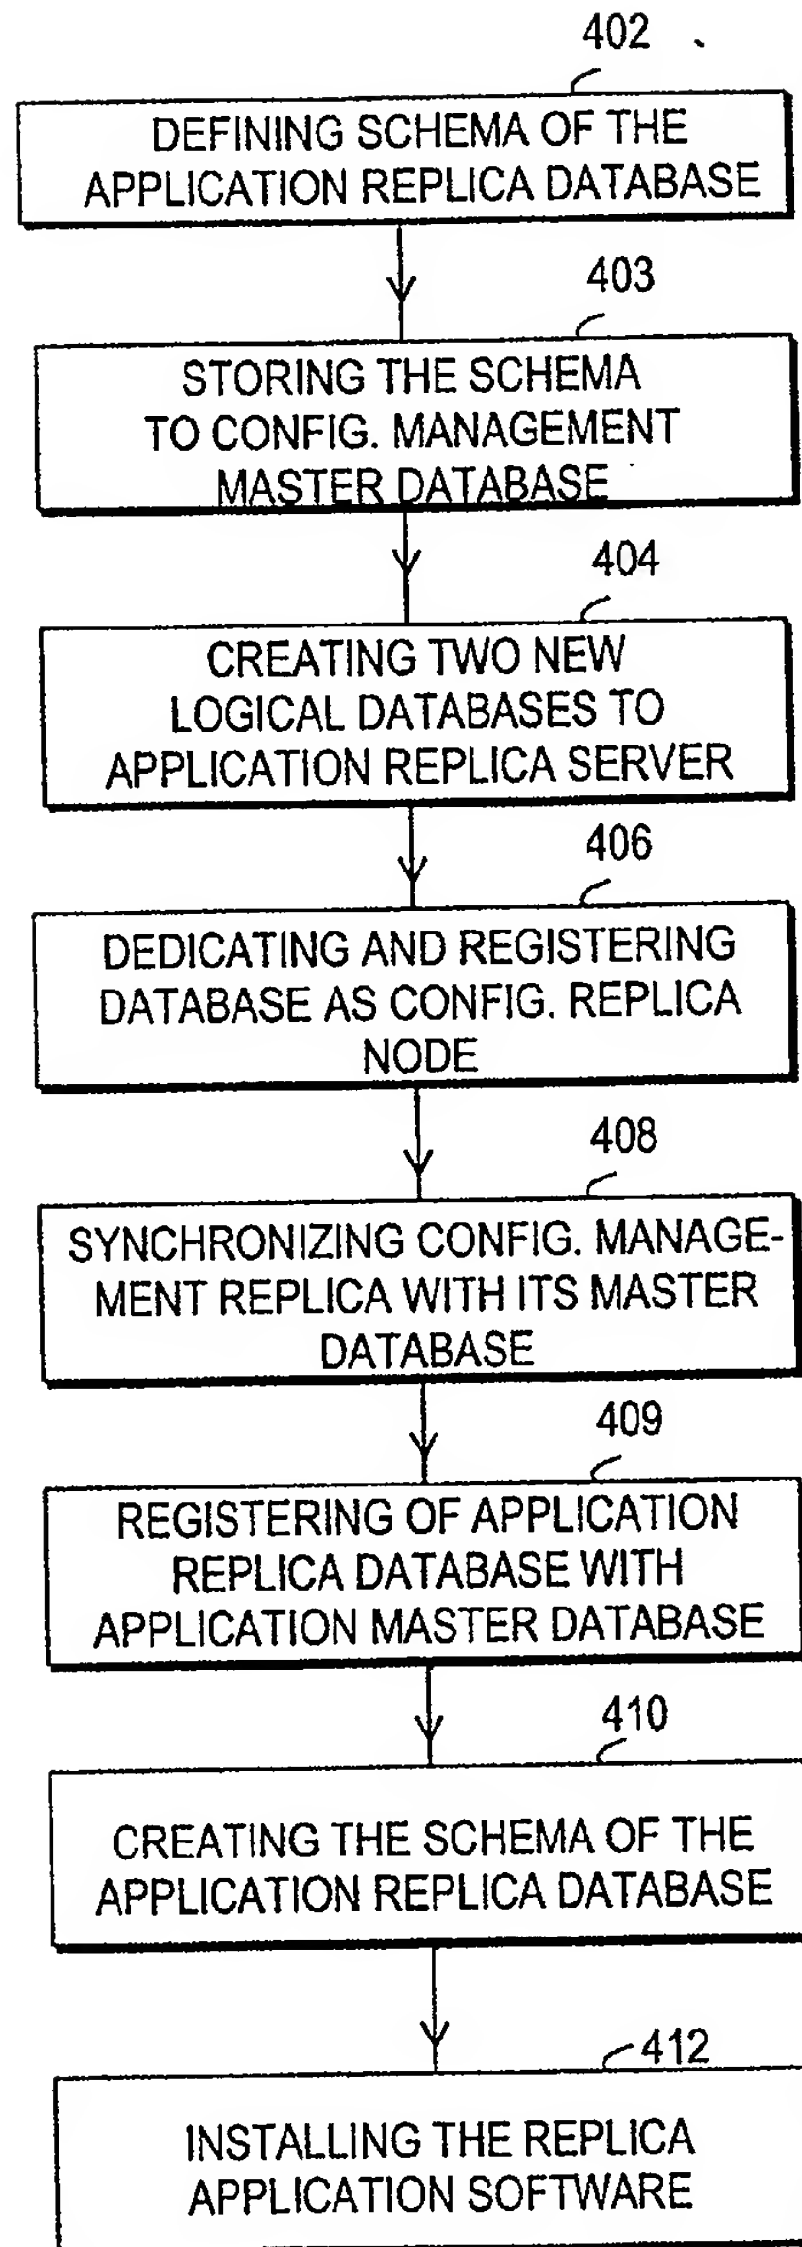 402
DEFINING SCHEMA OF THE
APPLICATION REPLICA DATABASE
403
STORING THE SCHEMA
TO CONFIG. MANAGEMENT
MASTER DATABASE
404
CREATING TWO NEW
LOGICAL DATABASES TO
APPLICATION REPLICA SERVER
406
DEDICATING AND REGISTERING
DATABASE AS CONFIG. REPLICA
NODE
408
SYNCHRONIZING CONFIG. MANAGE-
MENT REPLICA WITH ITS MASTER
DATABASE
409
REGISTERING OF APPLICATION
REPLICA DATABASE WITH
APPLICATION MASTER DATABASE
410
CREATING THE SCHEMA OF THE
APPLICATION REPLICA DATABASE
412
INSTALLING THE REPLICA
APPLICATION SOFTWARE